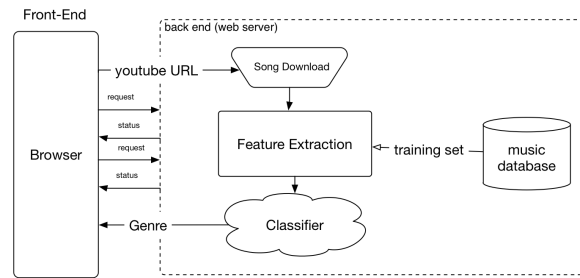 Front-End
back end (web server)
youtube URL
Song Download
request
status
request
status
Browser
Feature Extraction
training set
music
database
Genre
Classifier